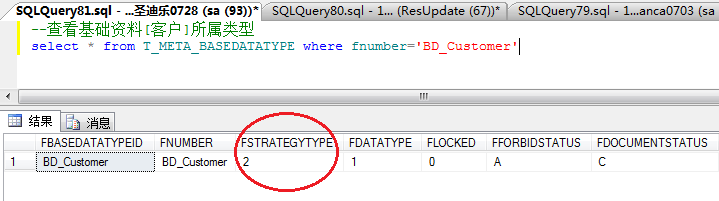 SQLQuery81.sql - ...圣迪乐0728 (sa (93))* SQLQuery80.sql - 1... (ResUpdate (67))* SQLQuery79.sql - 1...anca0703 (sa
--查看基础资料[客户]所属类型
select * from T_META_BASEDATATYPE where fnumber='BD_Customer'
结果 消息
FBASEDATATYPEID FNUMBER FSTRATEGYTYPE FDATATYPE FLOCKED FFORBIDSTATUS FDOCUMENTSTATUS
1 BD_Customer BD_Customer 2 1 0 A C